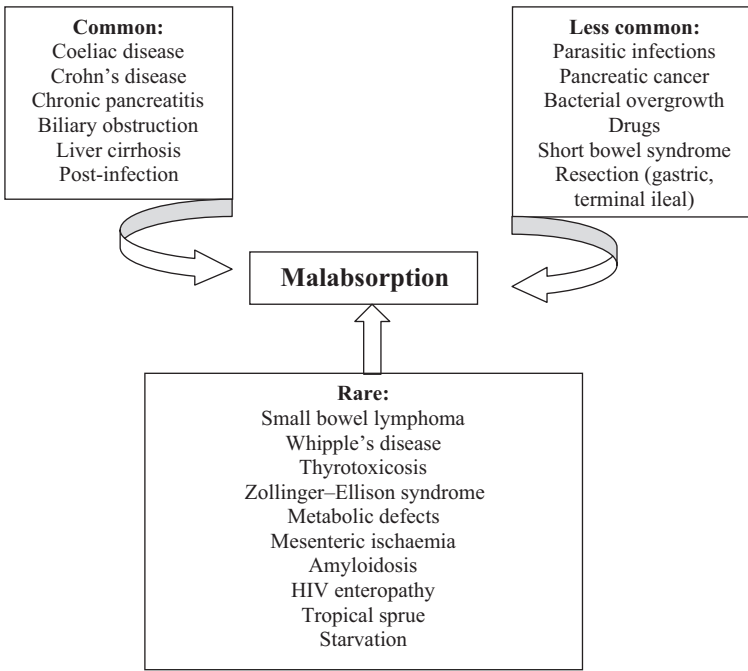 Common:
Coeliac disease
Crohn’s disease
Chronic pancreatitis
Biliary obstruction
Liver cirrhosis
Post-infection
Less common:
Parasitic infections
Pancreatic cancer
Bacterial overgrowth
Drugs
Short bowel syndrome
Resection (gastric,
terminal ileal)
Malabsorption
Rare:
Small bowel lymphoma
Whipple’s disease
Thyrotoxicosis
Zollinger–Ellison syndrome
Metabolic defects
Mesenteric ischaemia
Amyloidosis
HIV enteropathy
Tropical sprue
Starvation